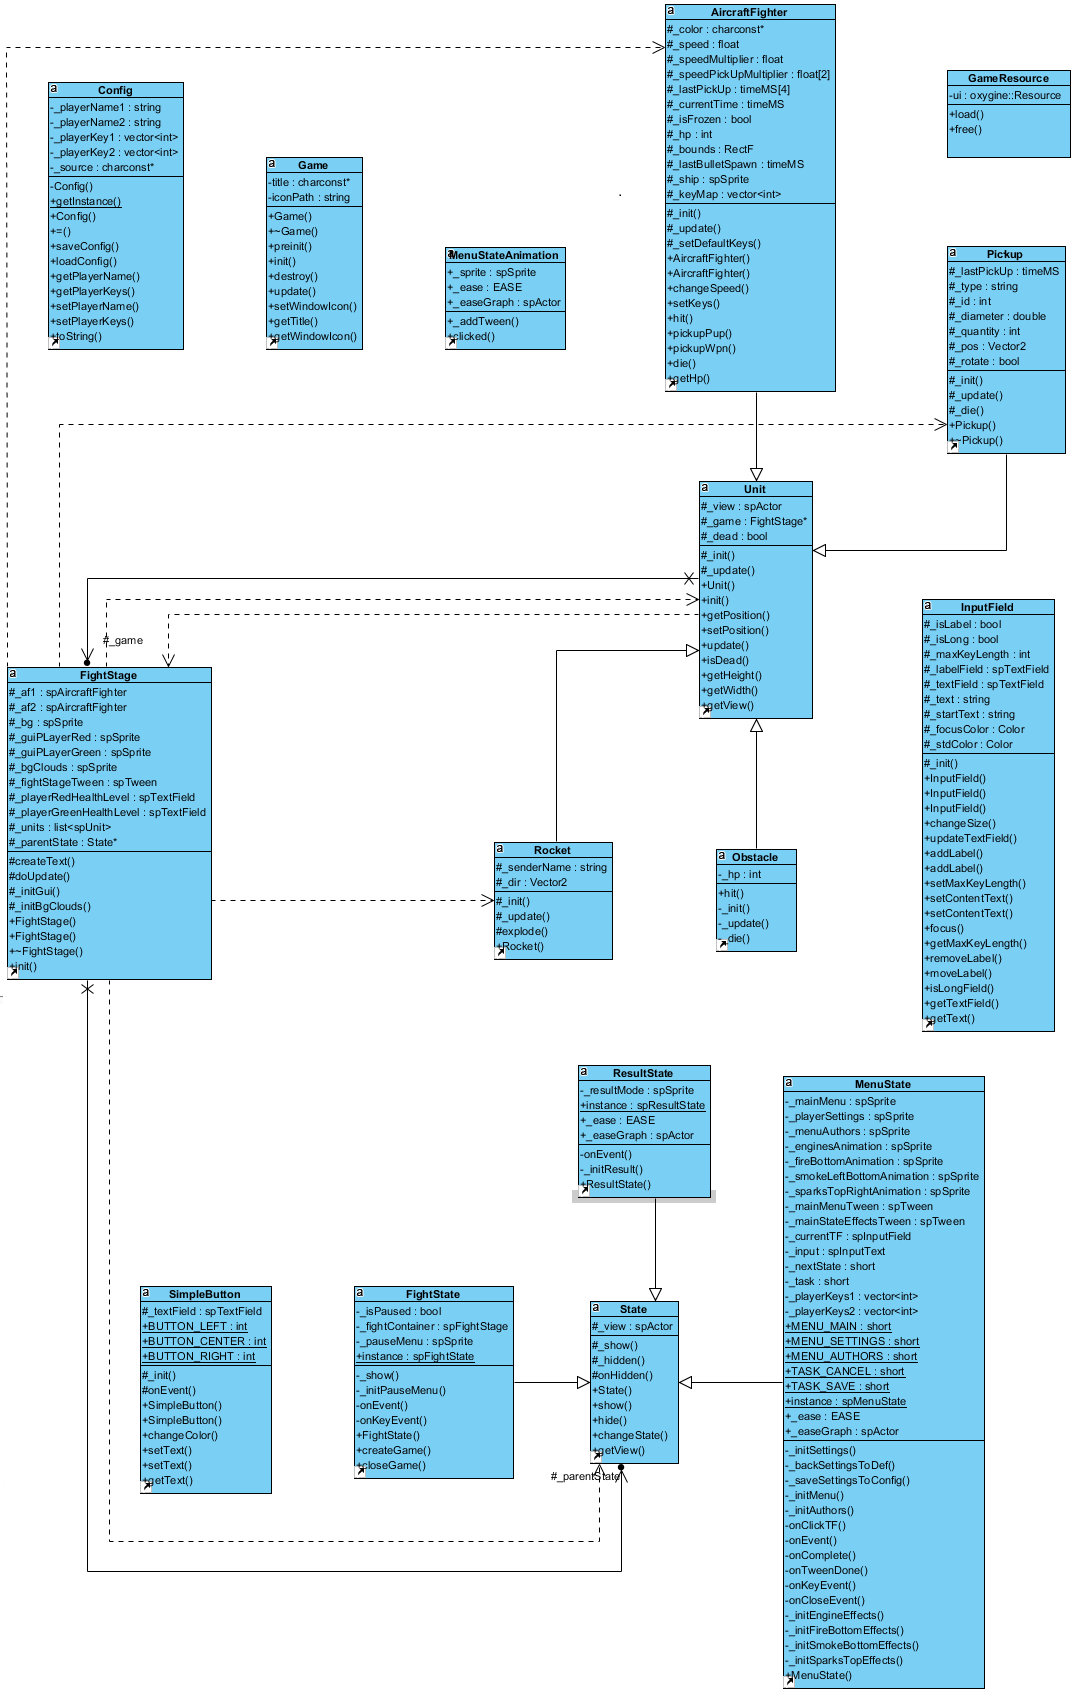 AircraftFighter
#_color : charconst*
#_speed : float
#_speedMultiplier : float
#_speedPickUpMultiplier : float[2]
#_lastPickUp : timeMS[4]
#_currentTime : timeMS
#_isFrozen : bool
#_hp : int
#_bounds : RectF
#_lastBulletSpawn : timeMS
#_ship : spSprite
#_keyMap : vector<int>
#_init()
#_update()
#_setDefaultKeys()
+AircraftFighter()
+AircraftFighter()
+changeSpeed()
+setKeys()
+hit()
+pickupPup()
+pickupWpn()
+die()
+getHp()
GameResource
-ui : oxygine::Resource
+load()
+free()
Config
-_playerName1 : string
-_playerName2 : string
-_playerKey1 : vector<int>
-_playerKey2 : vector<int>
-_source : charconst*
-Config()
+getInstance()
+Config()
+=()
+saveConfig()
+loadConfig()
+getPlayerName()
+getPlayerKeys()
+setPlayerName()
+setPlayerKeys()
+toString()
Game
-title : charconst*
-iconPath : string
+Game()
+~Game()
+preinit()
+init()
+destroy()
+update()
+setWindowIcon()
+getTitle()
+getWindowIcon()
MenuStateAnimation
+_sprite : spSprite
+_ease : EASE
+_easeGraph : spActor
+_addTween()
+clicked()
Pickup
#_lastPickUp : timeMS
#_type : string
#_id : int
#_diameter : double
#_quantity : int
#_pos : Vector2
#_rotate : bool
#_init()
#_update()
#_die()
+Pickup()
+~Pickup()
Unit
#_view : spActor
#_game : FightStage*
#_dead : bool
#_init()
#_update()
+Unit()
+init()
+getPosition()
+setPosition()
+update()
+isDead()
+getHeight()
+getWidth()
+getView()
InputField
#_isLabel : bool
#_isLong : bool
#_maxKeyLength : int
#_labelField : spTextField
#_textField : spTextField
#_text : string
#_startText : string
#_focusColor : Color
#_stdColor : Color
#_init()
+InputField()
+InputField()
+InputField()
+changeSize()
+updateTextField()
+addLabel()
+addLabel()
+setMaxKeyLength()
+setContentText()
+setContentText()
+focus()
+getMaxKeyLength()
+removeLabel()
+moveLabel()
+isLongField()
+getTextField()
+getText()
#_game
FightStage
#_af1 : spAircraftFighter
#_af2 : spAircraftFighter
#_bg : spSprite
#_guiPLayerRed : spSprite
#_guiPLayerGreen : spSprite
#_bgClouds : spSprite
#_fightStageTween : spTween
#_playerRedHealthLevel : spTextField
#_playerGreenHealthLevel : spTextField
#_units : list<spUnit>
#_parentState : State*
#createText()
#doUpdate()
#_initGui()
#_initBgClouds()
+FightStage()
+FightStage()
+~FightStage()
+init()
Rocket
#_senderName : string
#_dir : Vector2
#_init()
#_update()
#explode()
+Rocket()
Obstacle
-_hp : int
+hit()
-_init()
-_update()
-_die()
ResultState
-_resultMode : spSprite
+instance : spResultState
+_ease : EASE
+_easeGraph : spActor
-onEvent()
-_initResult()
+ResultState()
MenuState
-_mainMenu : spSprite
-_playerSettings : spSprite
-_menuAuthors : spSprite
-_enginesAnimation : spSprite
-_fireBottomAnimation : spSprite
-_smokeLeftBottomAnimation : spSprite
-_sparksTopRightAnimation : spSprite
-_mainMenuTween : spTween
-_mainStateEffectsTween : spTween
-_currentTF : spInputField
-_input : spInputText
-_nextState : short
-_task : short
-_playerKeys1 : vector<int>
-_playerKeys2 : vector<int>
+MENU_MAIN : short
+MENU_SETTINGS : short
+MENU_AUTHORS : short
+TASK_CANCEL : short
+TASK_SAVE : short
+instance : spMenuState
+_ease : EASE
+_easeGraph : spActor
-_initSettings()
-_backSettingsToDef()
-_saveSettingsToConfig()
-_initMenu()
-_initAuthors()
-onClickTF()
-onEvent()
-onComplete()
-onTweenDone()
-onKeyEvent()
-onCloseEvent()
-_initEngineEffects()
-_initFireBottomEffects()
-_initSmokeBottomEffects()
-_initSparksTopEffects()
+MenuState()
SimpleButton
#_textField : spTextField
+BUTTON_LEFT : int
+BUTTON_CENTER : int
+BUTTON_RIGHT : int
#_init()
#onEvent()
+SimpleButton()
+SimpleButton()
+changeColor()
+setText()
+setText()
+getText()
FightState
-_isPaused : bool
-_fightContainer : spFightStage
-_pauseMenu : spSprite
+instance : spFightState
-_show()
-_initPauseMenu()
-onEvent()
-onKeyEvent()
+FightState()
+createGame()
+closeGame()
State
#_view : spActor
#_show()
#_hidden()
#onHidden()
+State()
+show()
+hide()
+changeState()
+getView()
#_parentState